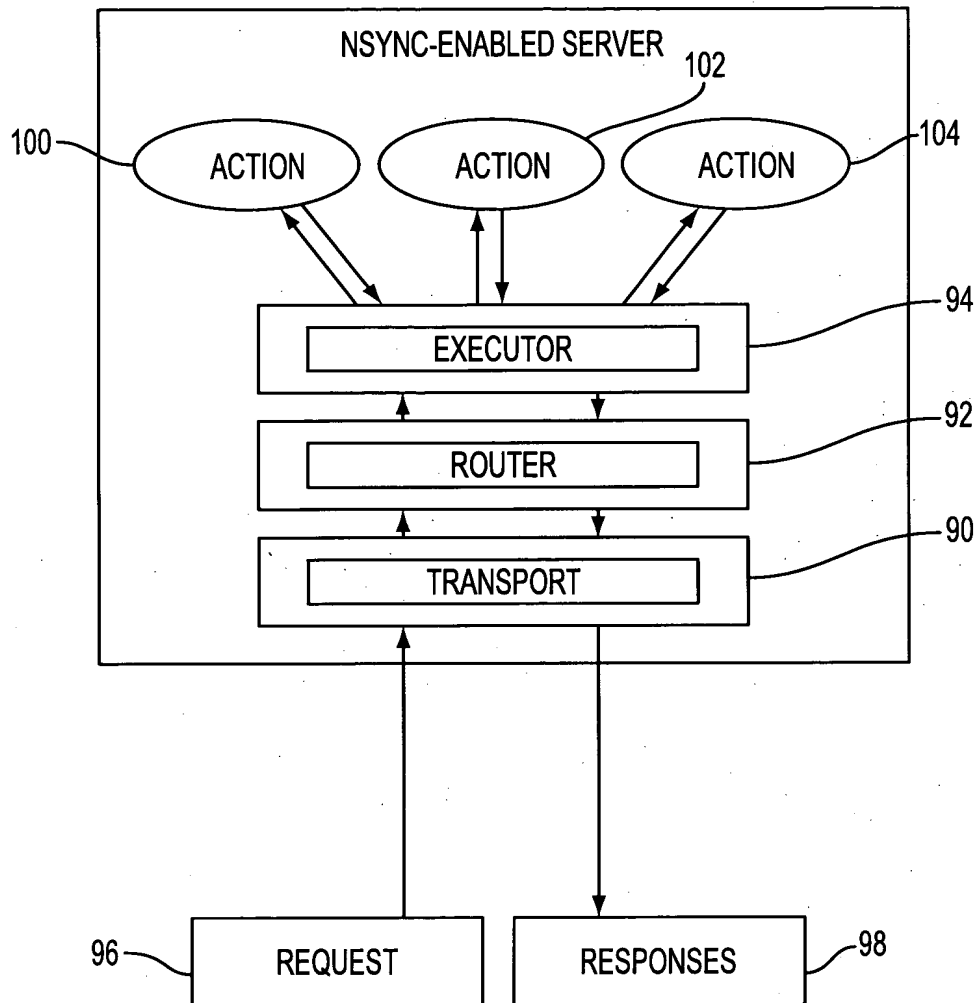 NSYNC-ENABLED SERVER
102
100
104
ACTION
ACTION
ACTION
94
EXECUTOR
92
ROUTER
90
TRANSPORT
96
REQUEST
RESPONSES
98